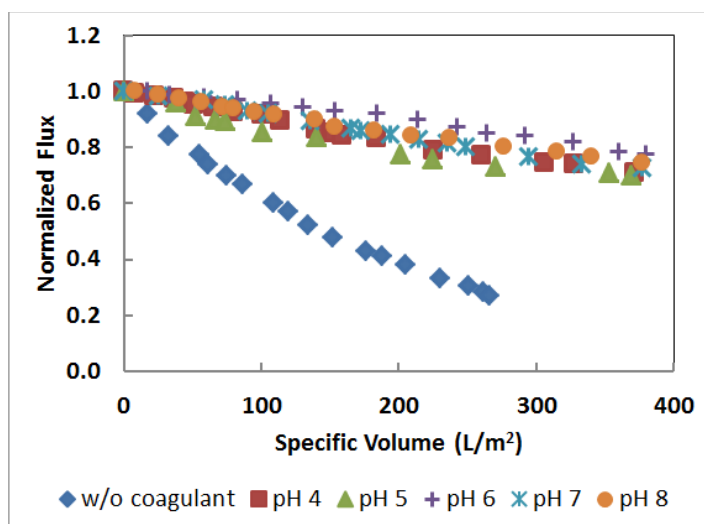 1.2
1.0
0.8
0.6
0.4
0.2
0.0
Normalized Flux
0 100 200 300 400
Specific Volume (L/m²)
w/o coagulant pH 4 pH 5 pH 6 pH 7 pH 8